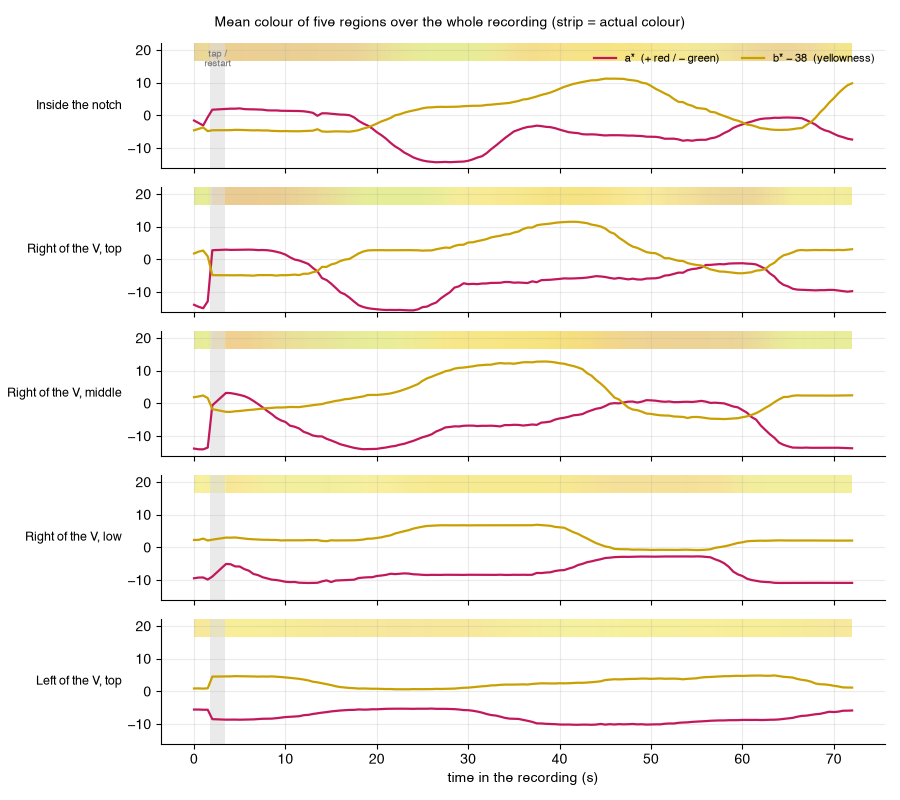 Mean colour of five regions over the whole recording (strip = actual colour)
20
10
0
−10
Inside the notch
tap /
restart
a* (+ red / − green)
b* − 38 (yellowness)
20
10
0
−10
Right of the V, top
20
10
0
−10
Right of the V, middle
20
10
0
−10
Right of the V, low
20
10
0
−10
Left of the V, top
0 10 20 30 40 50 60 70
time in the recording (s)